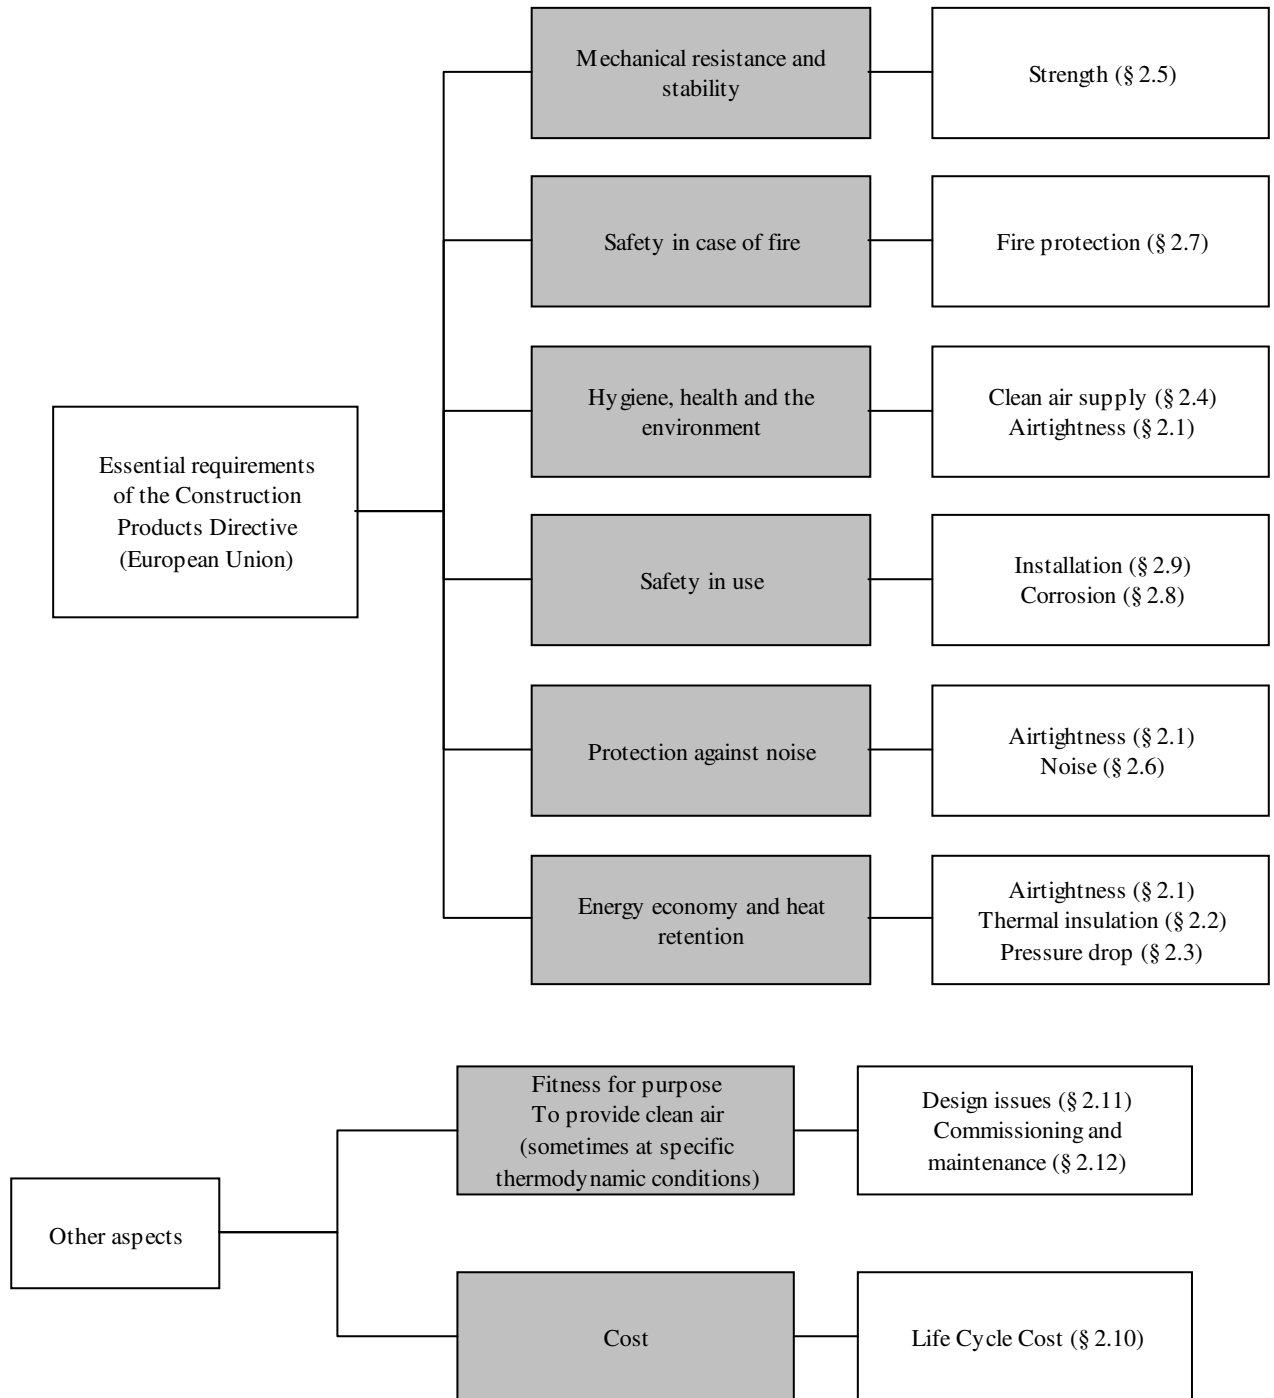 Mechanical resistance and
stability
Strength (§ 2.5)
Safety in case of fire
Fire protection (§ 2.7)
Hygiene, health and the
environment
Clean air supply (§ 2.4)
Airtightness (§ 2.1)
Essential requirements
of the Construction
Products Directive
(European Union)
Safety in use
Installation (§ 2.9)
Corrosion (§ 2.8)
Protection against noise
Airtightness (§ 2.1)
Noise (§ 2.6)
Energy economy and heat
retention
Airtightness (§ 2.1)
Thermal insulation (§ 2.2)
Pressure drop (§ 2.3)
Other aspects
Fitness for purpose
To provide clean air
(sometimes at specific
thermodynamic conditions)
Design issues (§ 2.11)
Commissioning and
maintenance (§ 2.12)
Cost
Life Cycle Cost (§ 2.10)